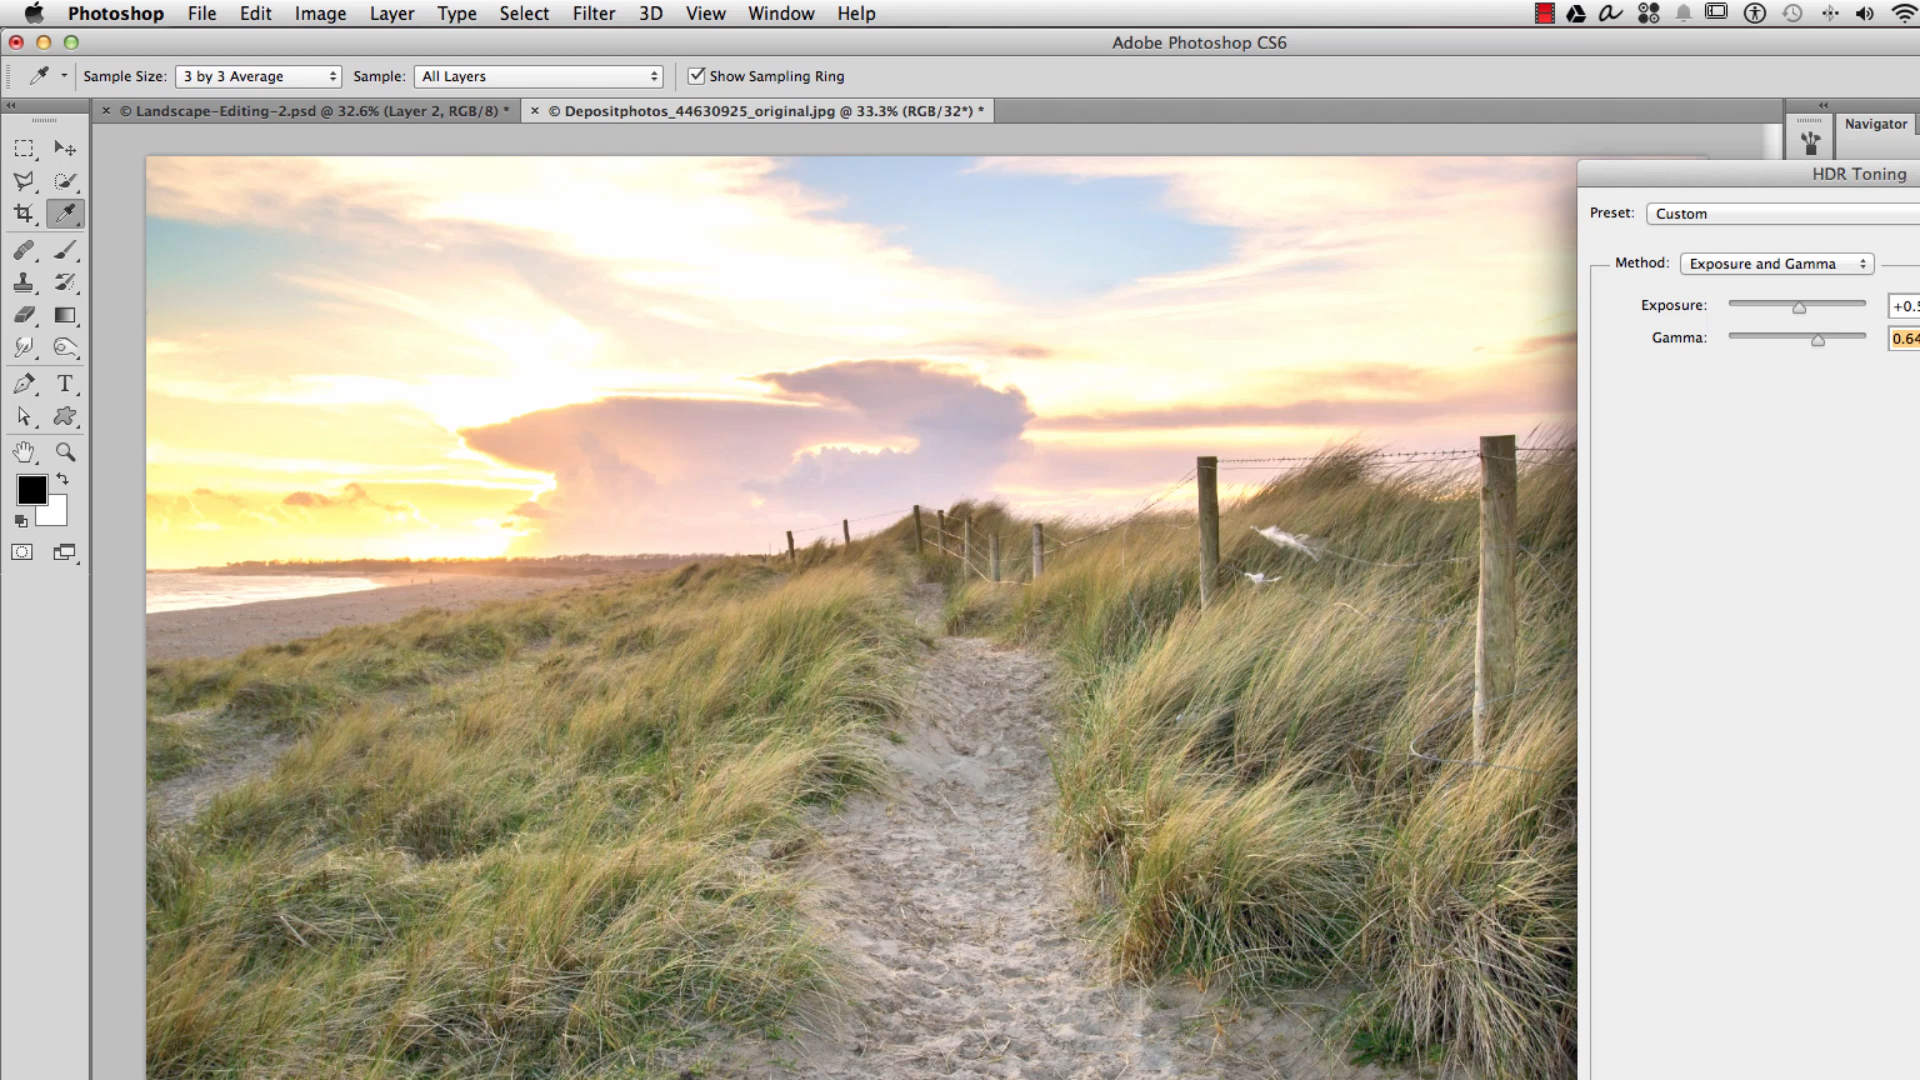 Photoshop File Edit Image Layer Type Select Filter 3D View Window Help
Adobe Photoshop CS6
Sample Size: 3 by 3 Average Sample: All Layers Show Sampling Ring
× © Landscape-Editing-2.psd @ 32.6% (Layer 2, RGB/8) * × © Depositphotos_44630925_original.jpg @ 33.3% (RGB/32*) *
Navigator
HDR Toning
Preset: Custom
Method: Exposure and Gamma
Exposure: +0.5
Gamma: 0.64